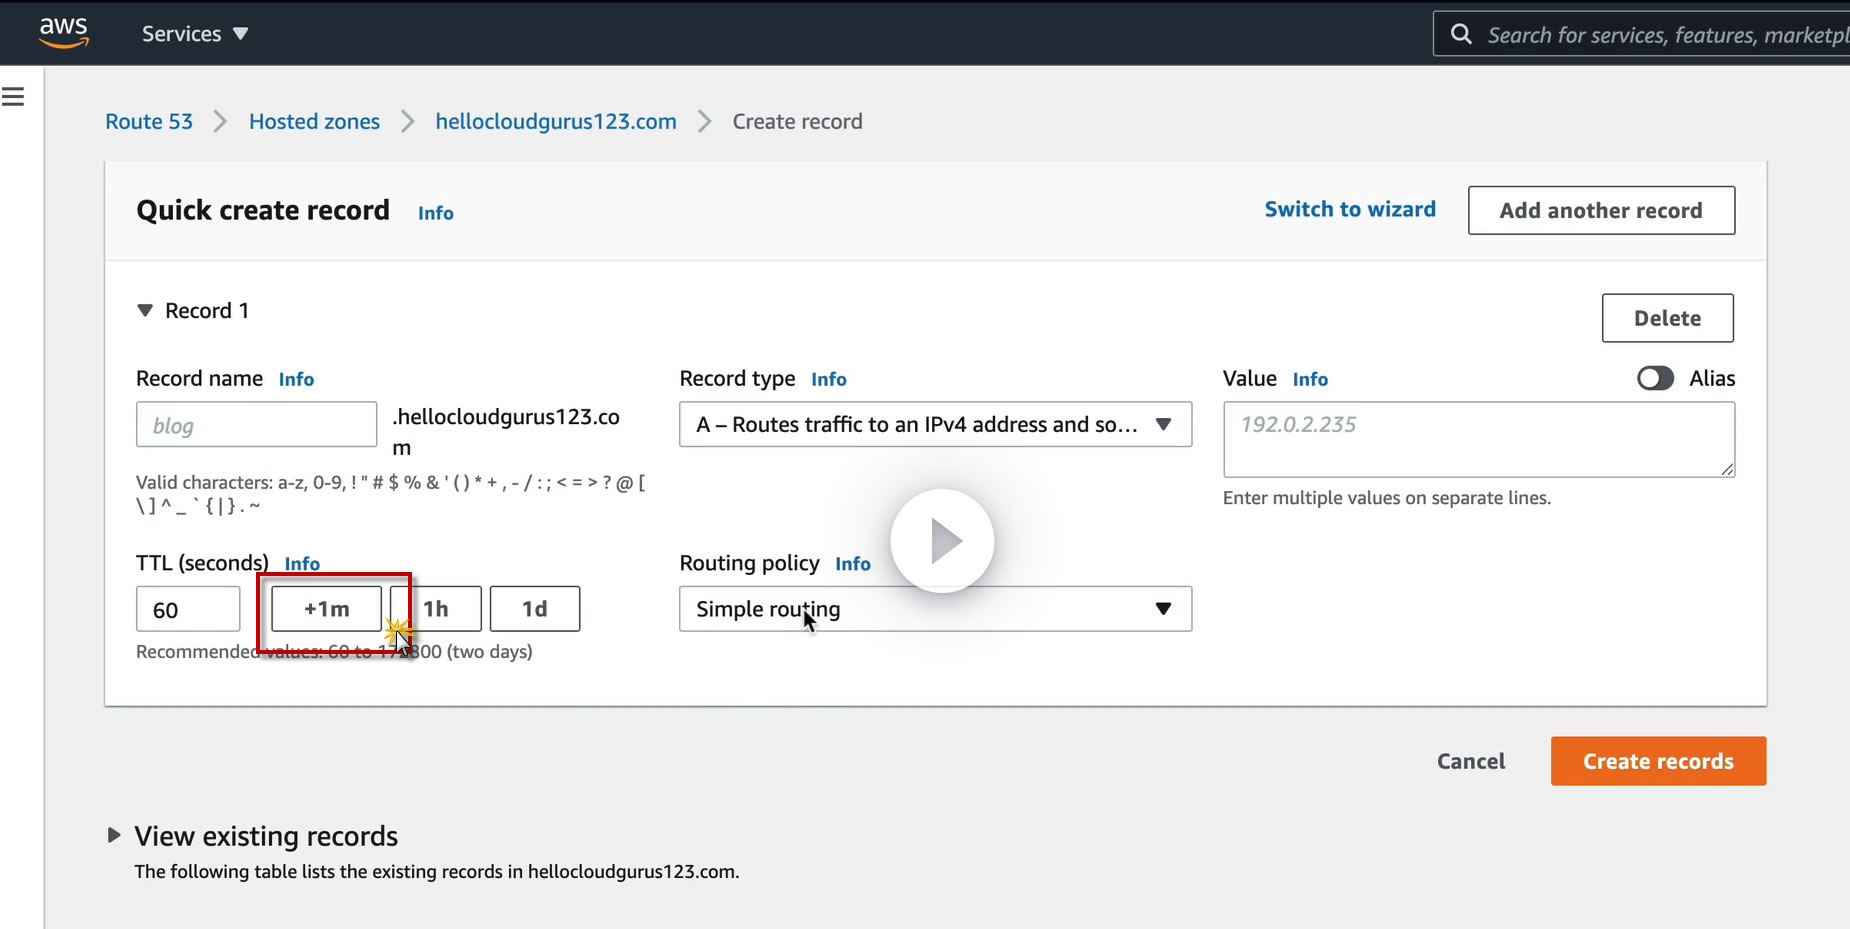 aws
Services
Search for services, features, marketpl
Route 53 Hosted zones hellocloudgurus123.com Create record
Quick create record Info
Switch to wizard
Add another record
Record 1
Delete
Record name Info
Record type Info
Value Info
Alias
blog
.hellocloudgurus123.co
m
A – Routes traffic to an IPv4 address and so...
192.0.2.235
Valid characters: a-z, 0-9, ! " # $ % & ' ( ) * + , - / : ; < = > ? @ [
\ ] ^ _ ` { | } . ~
Enter multiple values on separate lines.
TTL (seconds) Info
Routing policy Info
60
+1m
1h
1d
Simple routing
Recommended values: 60 to (two days)
Cancel
Create records
View existing records
The following table lists the existing records in hellocloudgurus123.com.